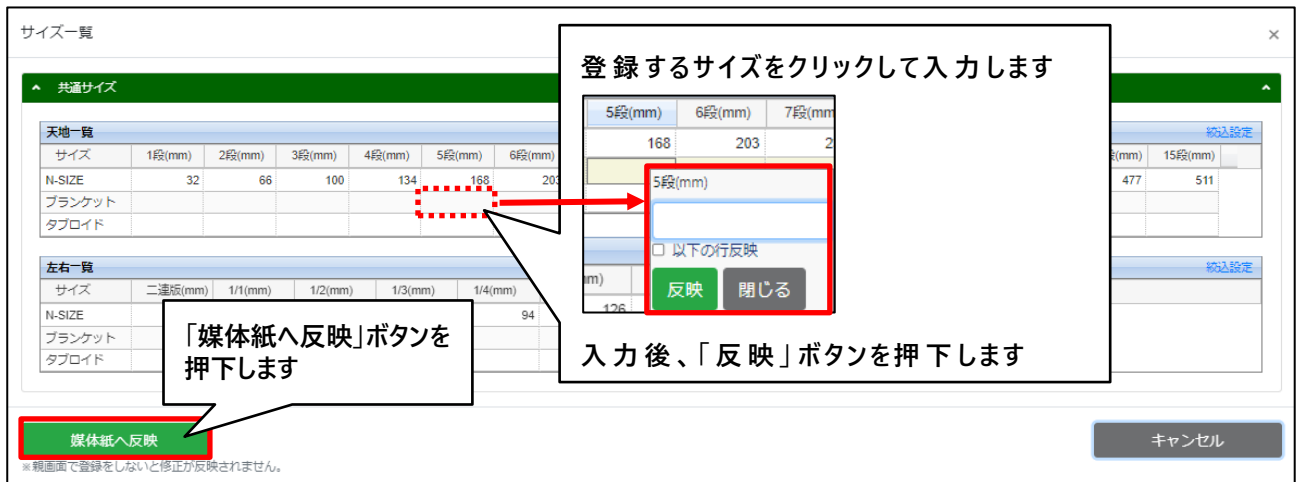 サイズ一覧
×
共通サイズ
天地一覧
絞込設定
サイズ 1段(mm) 2段(mm) 3段(mm) 4段(mm) 5段(mm) 6段(mm) 15段(mm)
N-SIZE 32 66 100 134 168 203 477 511
ブランケット
タブロイド
左右一覧
絞込設定
サイズ 二連版(mm) 1/1(mm) 1/2(mm) 1/3(mm) 1/4(mm)
N-SIZE 94
ブランケット
タブロイド
登録するサイズをクリックして入力します
5段(mm) 6段(mm) 7段(mm
168 203
5段(mm)
以下の行反映
反映 閉じる
126
入力後、「反映」ボタンを押下します
「媒体紙へ反映」ボタンを
押下します
媒体紙へ反映
キャンセル
※親画面で登録をしないと修正が反映されません。